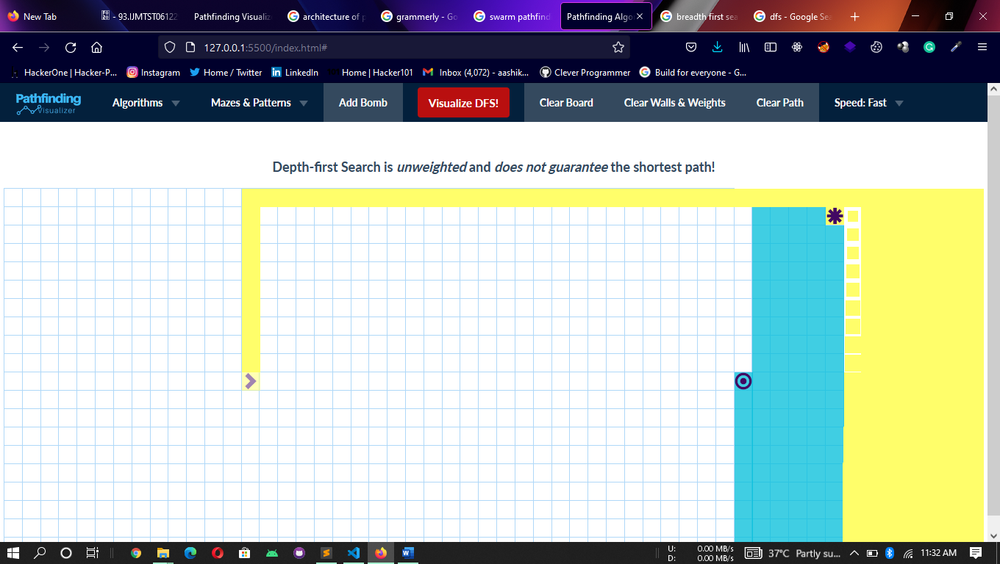 New Tab
- 93.IJMTST06122
Pathfinding Visualiz
architecture of p
grammerly - Go
swarm pathfind
Pathfinding Algo
breadth first sea
dfs - Google Sea
127.0.0.1:5500/index.html#
HackerOne | Hacker-P...
Instagram
Home / Twitter
LinkedIn
Home | Hacker101
Inbox (4,072) - aashik...
Clever Programmer
Build for everyone - G...
Pathfinding
Visualizer
Algorithms
Mazes & Patterns
Add Bomb
Visualize DFS!
Clear Board
Clear Walls & Weights
Clear Path
Speed: Fast
Depth-first Search is unweighted and does not guarantee the shortest path!
U: 0.00 MB/s
D: 0.00 MB/s
37°C Partly su...
11:32 AM